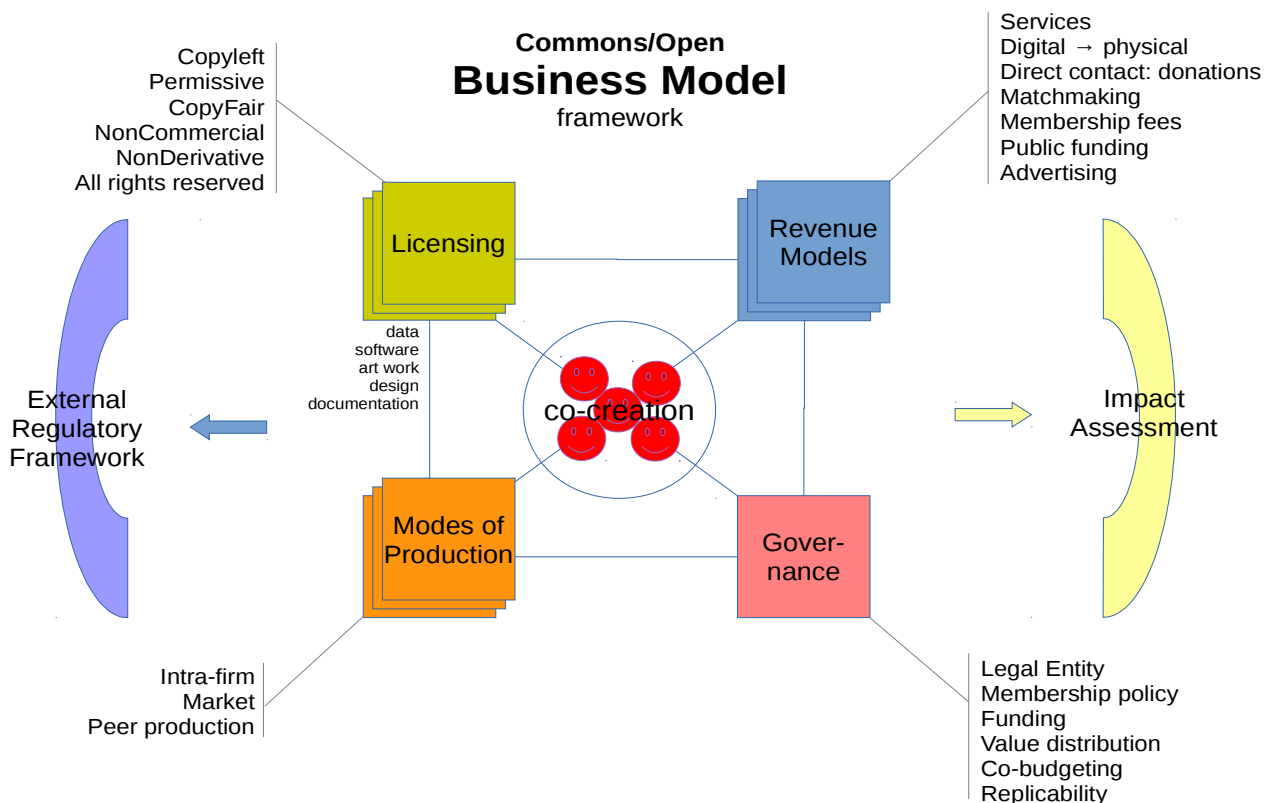 Commons/Open
Business Model
framework
Copyleft
Permissive
CopyFair
NonCommercial
NonDerivative
All rights reserved
Services
Digital → physical
Direct contact: donations
Matchmaking
Membership fees
Public funding
Advertising
Licensing
Revenue
Models
data
software
art work
design
documentation
External
Regulatory
Framework
co-creation
Impact
Assessment
Modes of
Production
Gover-
nance
Intra-firm
Market
Peer production
Legal Entity
Membership policy
Funding
Value distribution
Co-budgeting
Replicability